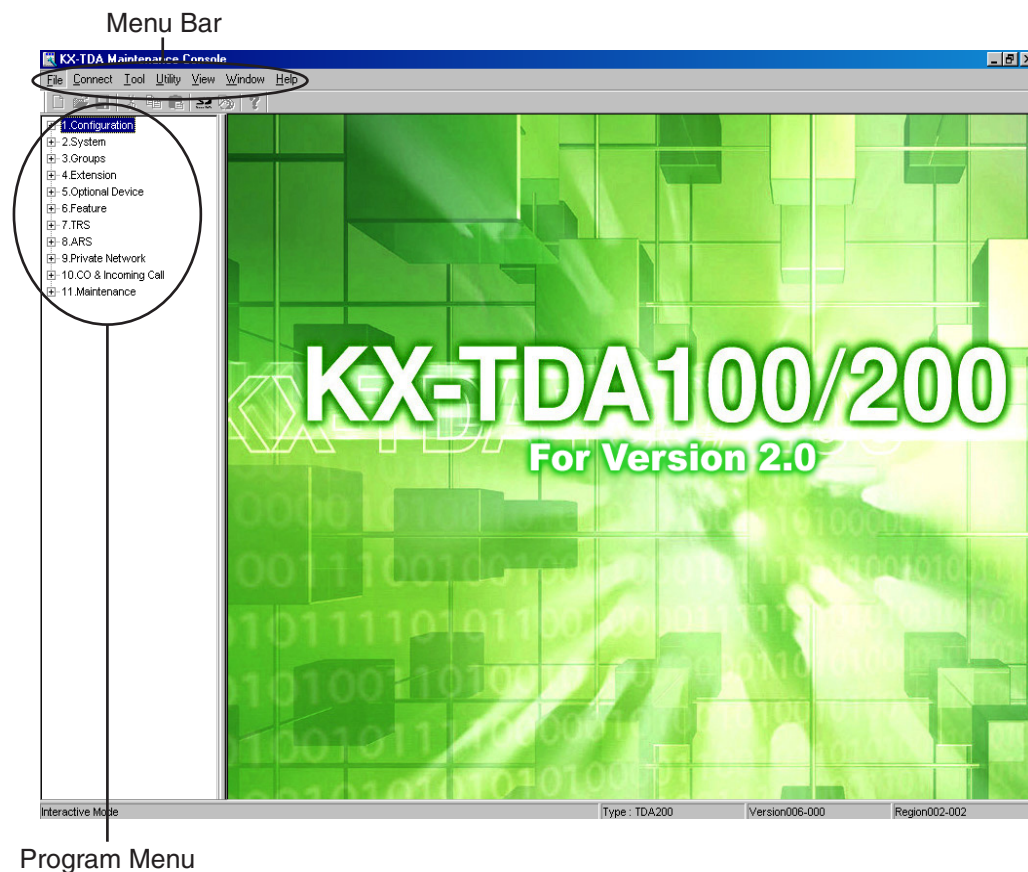 Menu Bar
KX-TDA Maintenance Console
File Connect Tool Utility View Window Help
1.Configuration
2.System
3.Groups
4.Extension
5.Optional Device
6.Feature
7.TRS
8.ARS
9.Private Network
10.CO & Incoming Call
11.Maintenance
KX-TDA100/200
For Version 2.0
Interactive Mode
Type : TDA200
Version006-000
Region002-002
Program Menu